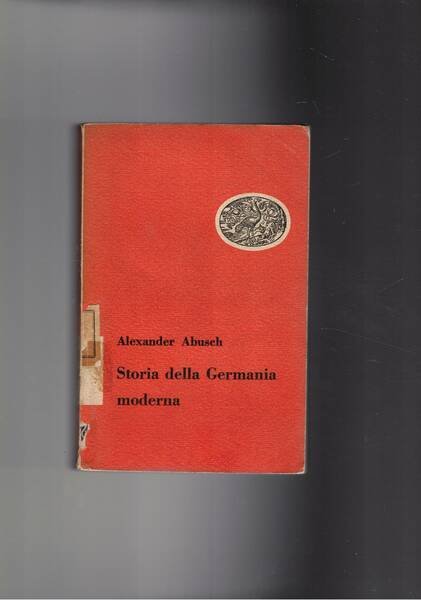 Alexander Abusch
Storia della Germania
moderna